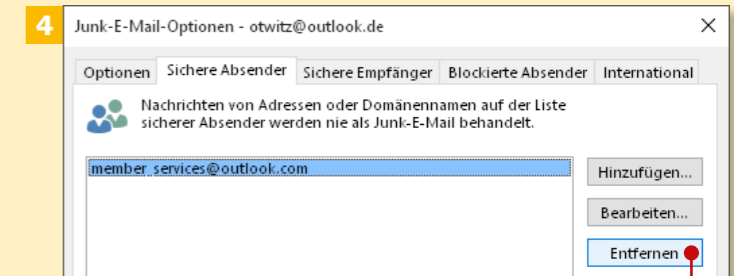 4
Junk-E-Mail-Optionen - otwitz@outlook.de
Optionen Sichere Absender Sichere Empfänger Blockierte Absender International
Nachrichten von Adressen oder Domänennamen auf der Liste
sicherer Absender werden nie als Junk-E-Mail behandelt.
member_services@outlook.com
Hinzufügen...
Bearbeiten...
Entfernen